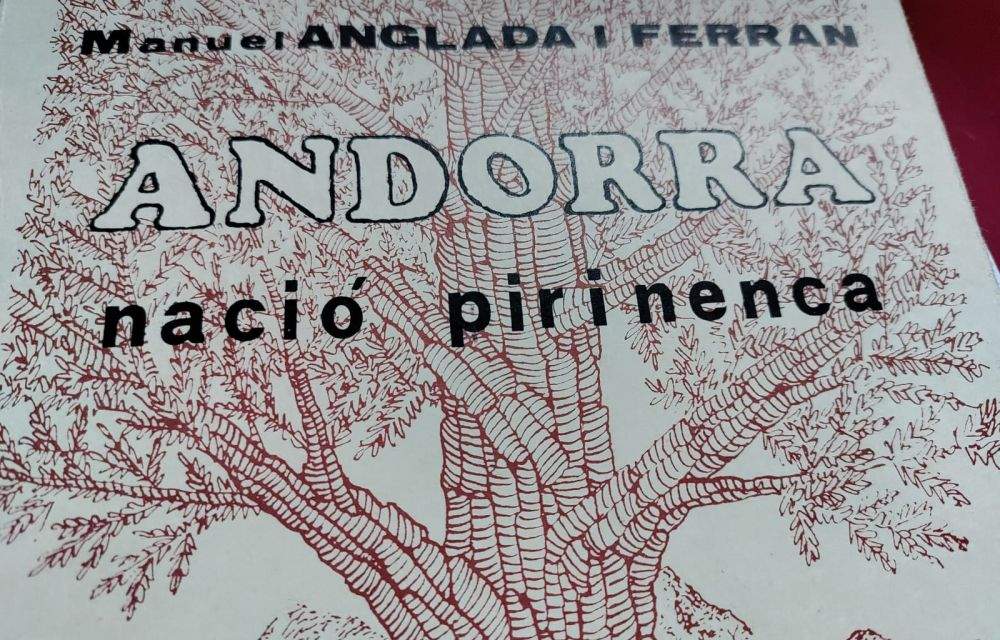 Manuel ANGLADA I FERRAN
ANDORRA
nació pirinenca